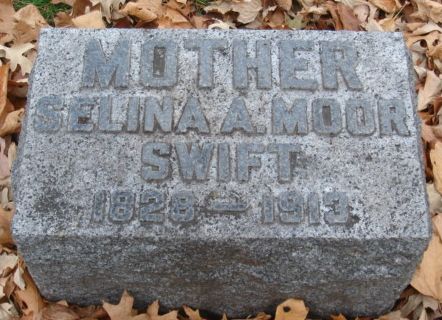 MOTHER
SELINA A. MOOR
SWIFT
1828 — 1913